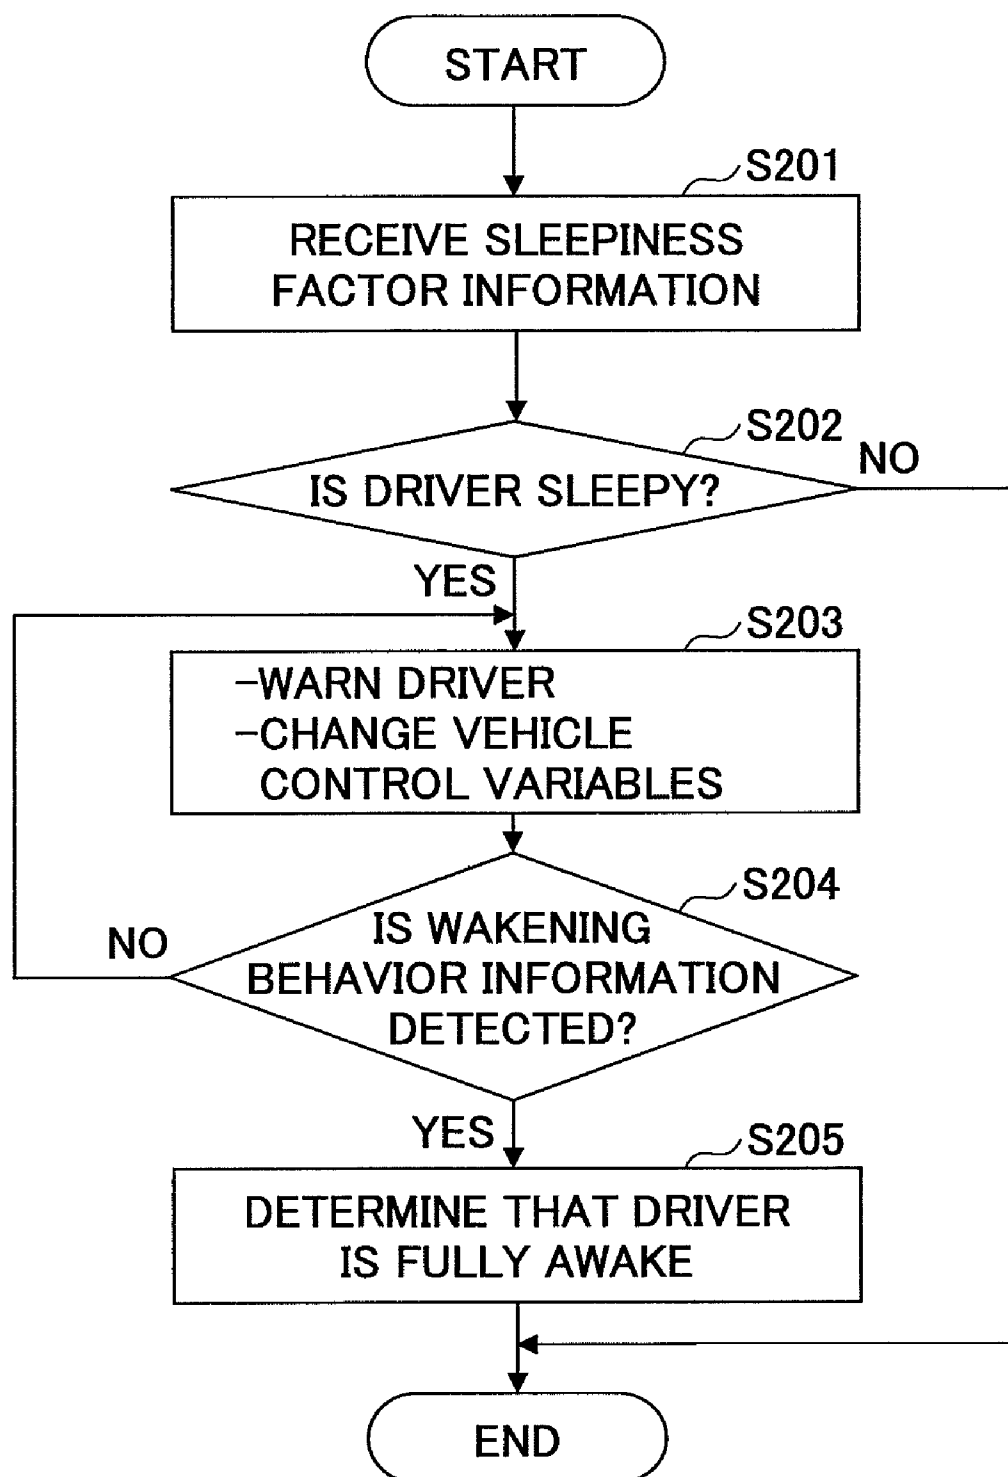 START
S201
RECEIVE SLEEPINESS
FACTOR INFORMATION
S202
NO
IS DRIVER SLEEPY?
YES
S203
-WARN DRIVER
-CHANGE VEHICLE
CONTROL VARIABLES
S204
NO
IS WAKENING
BEHAVIOR INFORMATION
DETECTED?
YES
S205
DETERMINE THAT DRIVER
IS FULLY AWAKE
END